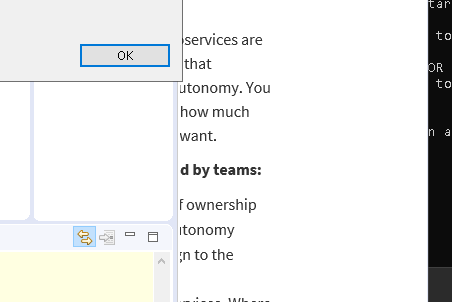 OK
oservices are
that
utonomy. You
how much
want.
d by teams:
f ownership
utonomy
gn to the
tar
to
OR
to
n a